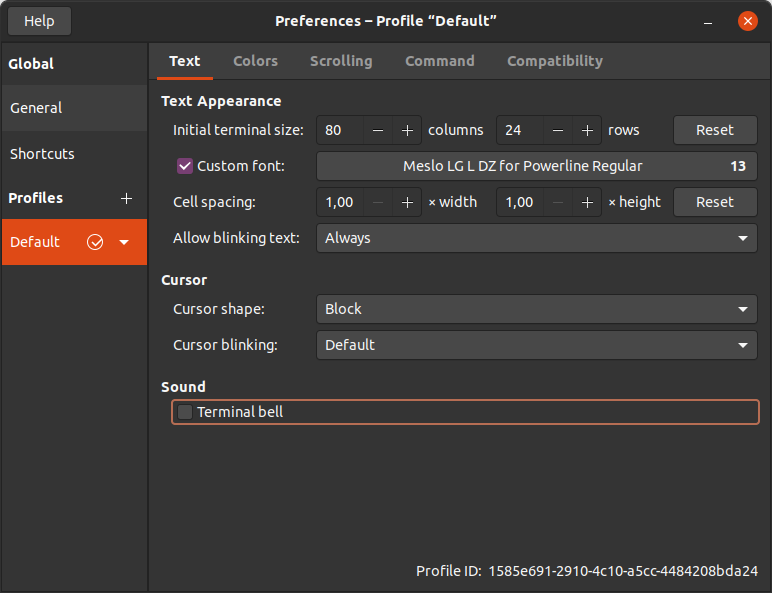 Help Preferences – Profile “Default”
Global
General
Shortcuts
Profiles
Default
Text Colors Scrolling Command Compatibility
Text Appearance
Initial terminal size: 80 columns 24 rows Reset
Custom font: Meslo LG L DZ for Powerline Regular 13
Cell spacing: 1,00 × width 1,00 × height Reset
Allow blinking text: Always
Cursor
Cursor shape: Block
Cursor blinking: Default
Sound
Terminal bell
Profile ID: 1585e691-2910-4c10-a5cc-4484208bda24